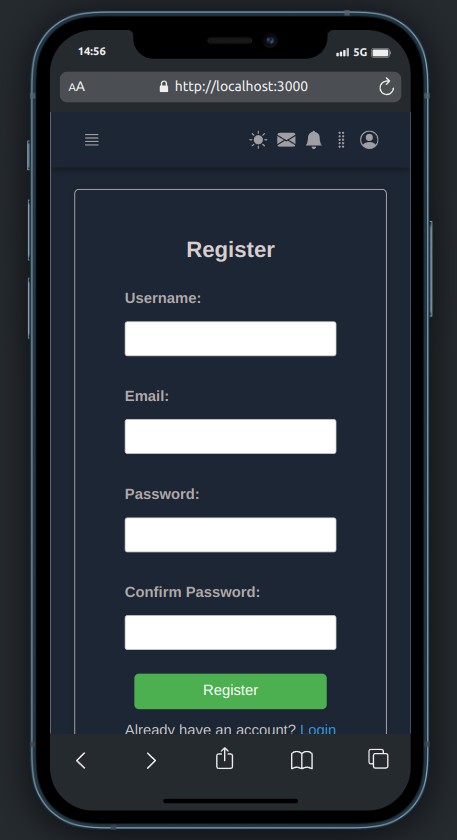 14:56
5G
AA
http://localhost:3000
Register
Username:
Email:
Password:
Confirm Password:
Register
Already have an account? Login